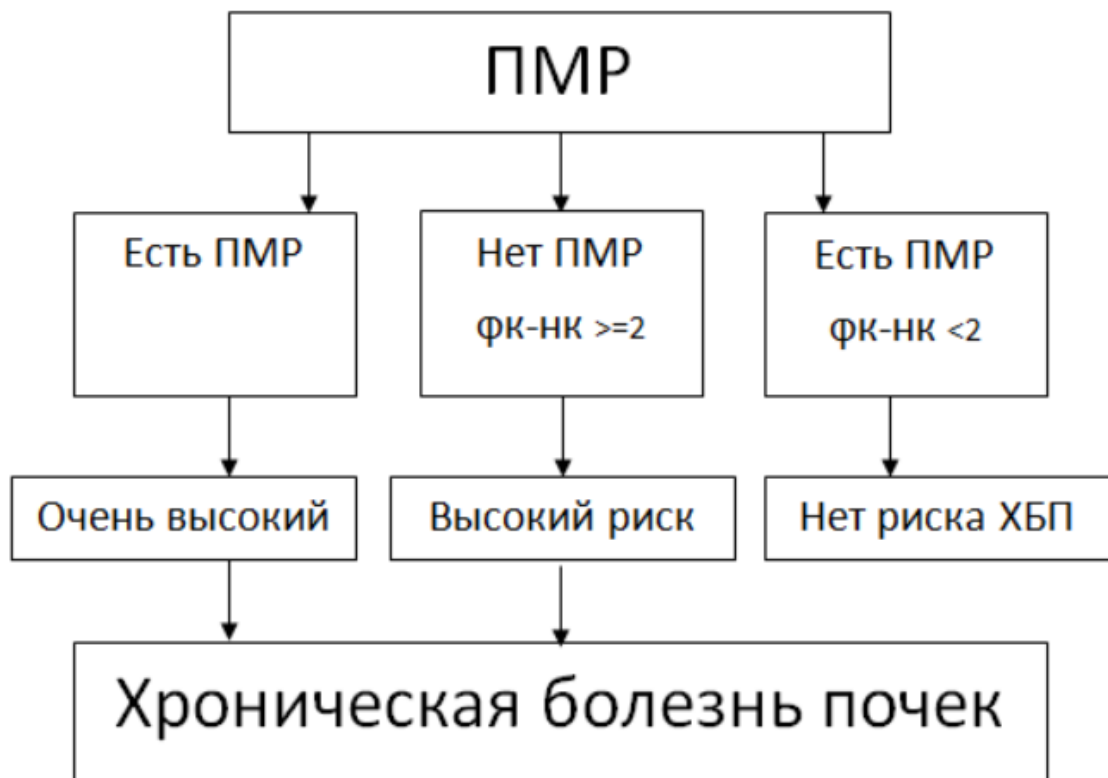 ПМР
Есть ПМР
Нет ПМР
фк-нк >=2
Есть ПМР
фк-нк <2
Очень высокий
Высокий риск
Нет риска ХБП
Хроническая болезнь почек